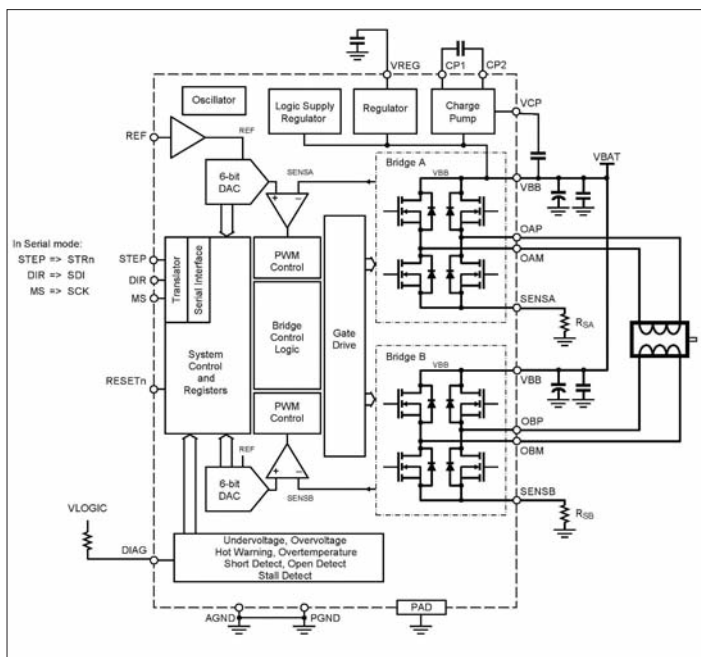 VREG
CP1
CP2
Oscillator
Logic Supply
Regulator
Regulator
Charge
Pump
VCP
REF
REF
VBAT
6-bit
DAC
SENSA
Bridge A
VBB
VBB
In Serial mode:
STEP => STRn
DIR => SDI
MS => SCK
STEP
DIR
MS
Translator
Serial Interface
PWM
Control
OAP
OAM
Bridge
Control
Logic
Gate
Drive
SENSA
RSA
System
Control
and
Registers
RESETn
Bridge B
VBB
VBB
PWM
Control
OBP
OBM
REF
6-bit
DAC
SENSB
SENSB
RSB
VLOGIC
DIAG
Undervoltage, Overvoltage
Hot Warning, Overtemperature
Short Detect, Open Detect
Stall Detect
AGND
PGND
PAD
+
−
+
−